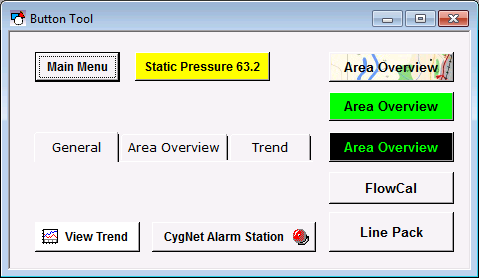 Button Tool
Main Menu
Static Pressure 63.2
Area Overview
Area Overview
General
Area Overview
Trend
Area Overview
FlowCal
View Trend
CygNet Alarm Station
Line Pack